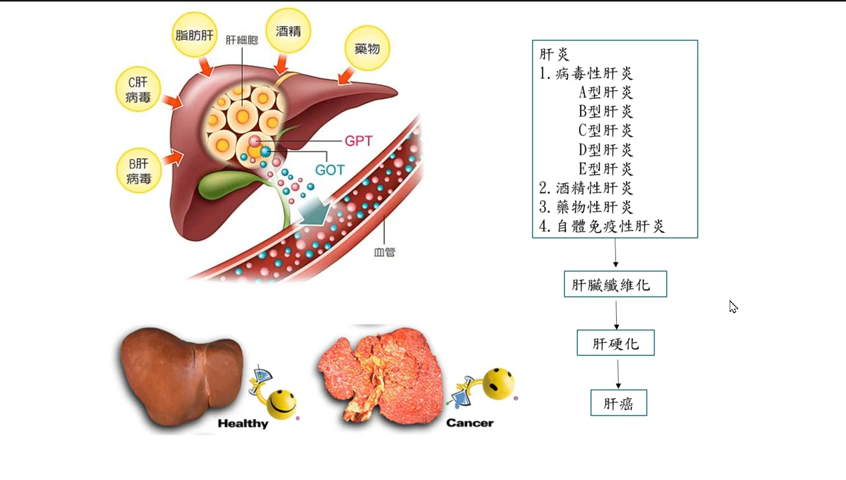 脂肪肝
肝細胞
酒精
藥物
C肝
病毒
B肝
病毒
GPT
GOT
血管
肝炎
1.病毒性肝炎
A型肝炎
B型肝炎
C型肝炎
D型肝炎
E型肝炎
2.酒精性肝炎
3.藥物性肝炎
4.自體免疫性肝炎
肝臟纖維化
肝硬化
肝癌
Healthy
Cancer